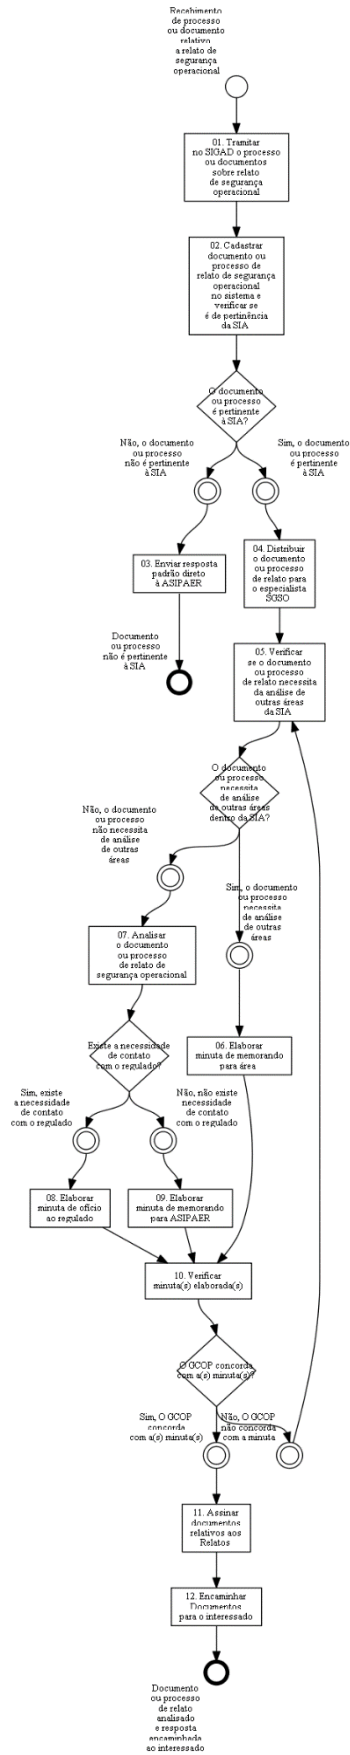 Recebimento
de processo
ou documento
relativo
a relato de
segurança
operacional
01. Tramitar
no SIGAD o processo
ou documentos
sobre relato
de segurança
operacional
02. Cadastrar
documento ou
processo de
relato de segurança
operacional
no sistema e
verificar se
é de pertinência
da SIA
O documento
ou processo
é pertinente
à SIA?
Não, o documento
ou processo
não é pertinente
à SIA
Sim, o documento
ou processo
é pertinente
à SIA
03. Enviar resposta
padrão direto
à ASIPAER
04. Distribuir
o documento
ou processo
de relato para
o especialista
SGSO
Documento
ou processo
não é pertinente
à SIA
05. Verificar
se o documento
ou processo
de relato necessita
da análise de
outras áreas
da SIA
O documento
ou processo
necessita
de análise
de outras áreas
dentro da SIA?
Não, o documento
ou processo
não necessita
de análise
de outras
áreas
Sim, o documento
ou processo
necessita
de análise
de outras
áreas
07. Analisar
o documento
ou processo
de relato de
segurança operacional
06. Elaborar
minuta de memorando
para área
Existe a necessidade
de contato
com o regulado?
Sim, existe
a necessidade
de contato
com o regulado
Não, não existe
necessidade
de contato
com o regulado
08. Elaborar
minuta de ofício
ao regulado
09. Elaborar
minuta de memorando
para ASIPAER
10. Verificar
minuta(s) elaborada(s)
O GCOP concorda
com a(s) minuta(s)?
Sim, O GCOP
concorda
com a(s) minuta(s)
Não, O GCOP
não concorda
com a minuta
11. Assinar
documentos
relativos aos
Relatos
12. Encaminhar
Documentos
para o interessado
Documento
ou processo
de relato
analisado
e resposta
encaminhada
ao interessado